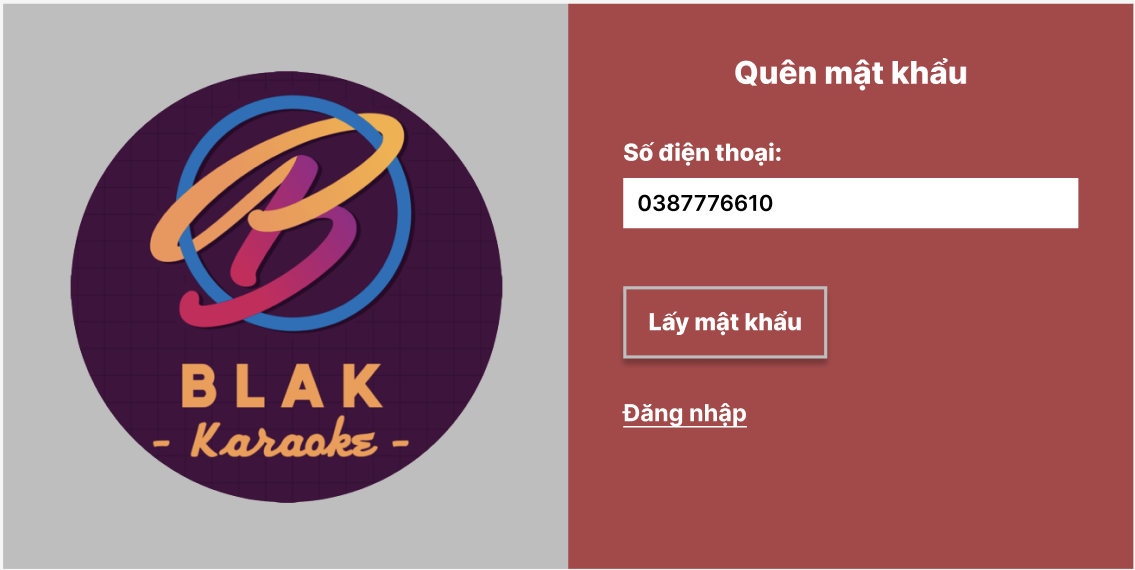 BLAK
- Karaoke -
Quên mật khẩu
Số điện thoại:
0387776610
Lấy mật khẩu
Đăng nhập